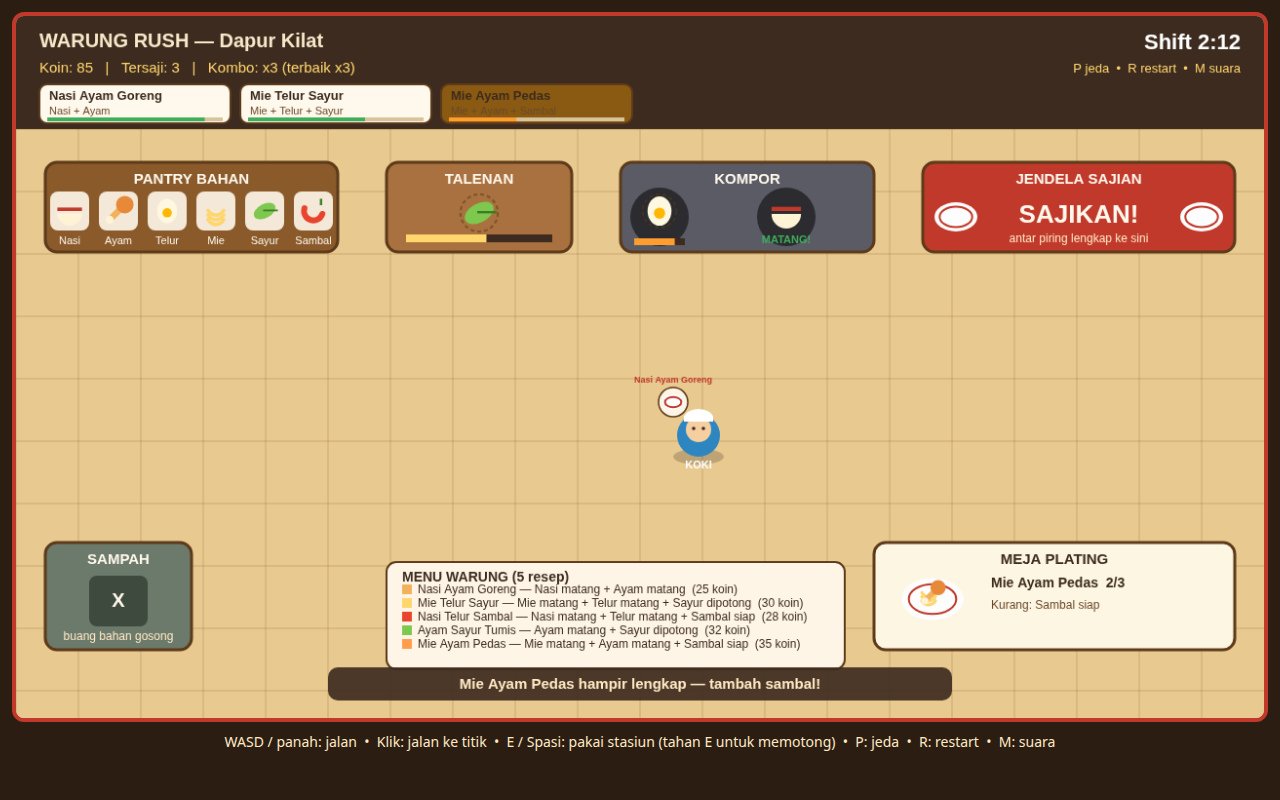 WARUNG RUSH — Dapur Kilat
Shift 2:12
Koin: 85 | Tersaji: 3 | Kombo: x3 (terbaik x3)
P jeda • R restart • M suara
Nasi Ayam Goreng
Nasi + Ayam
Mie Telur Sayur
Mie + Telur + Sayur
Mie Ayam Pedas
Mie + Ayam + Sambal
PANTRY BAHAN
Nasi
Ayam
Telur
Mie
Sayur
Sambal
TALENAN
KOMPOR
MATANG!
JENDELA SAJIAN
SAJIKAN!
antar piring lengkap ke sini
Nasi Ayam Goreng
KOKI
SAMPAH
X
buang bahan gosong
MENU WARUNG (5 resep)
Nasi Ayam Goreng — Nasi matang + Ayam matang (25 koin)
Mie Telur Sayur — Mie matang + Telur matang + Sayur dipotong (30 koin)
Nasi Telur Sambal — Nasi matang + Telur matang + Sambal siap (28 koin)
Ayam Sayur Tumis — Ayam matang + Sayur dipotong (32 koin)
Mie Ayam Pedas — Mie matang + Ayam matang + Sambal siap (35 koin)
MEJA PLATING
Mie Ayam Pedas 2/3
Kurang: Sambal siap
Mie Ayam Pedas hampir lengkap — tambah sambal!
WASD / panah: jalan • Klik: jalan ke titik • E / Spasi: pakai stasiun (tahan E untuk memotong) • P: jeda • R: restart • M: suara